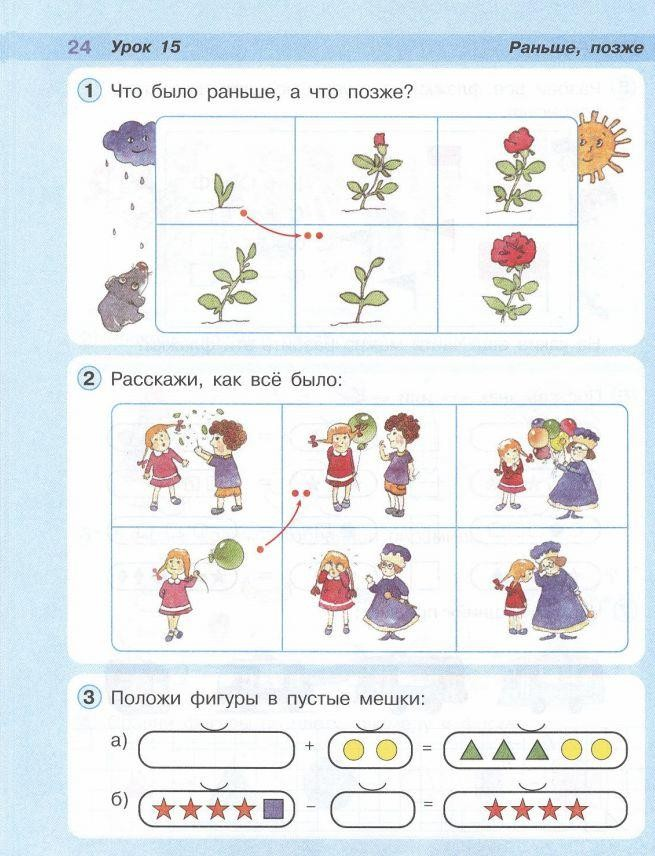 24 Урок 15 Раньше, позже
1 Что было раньше, а что позже?
2 Расскажи, как всё было:
3 Положи фигуры в пустые мешки:
а) + =
б) − =